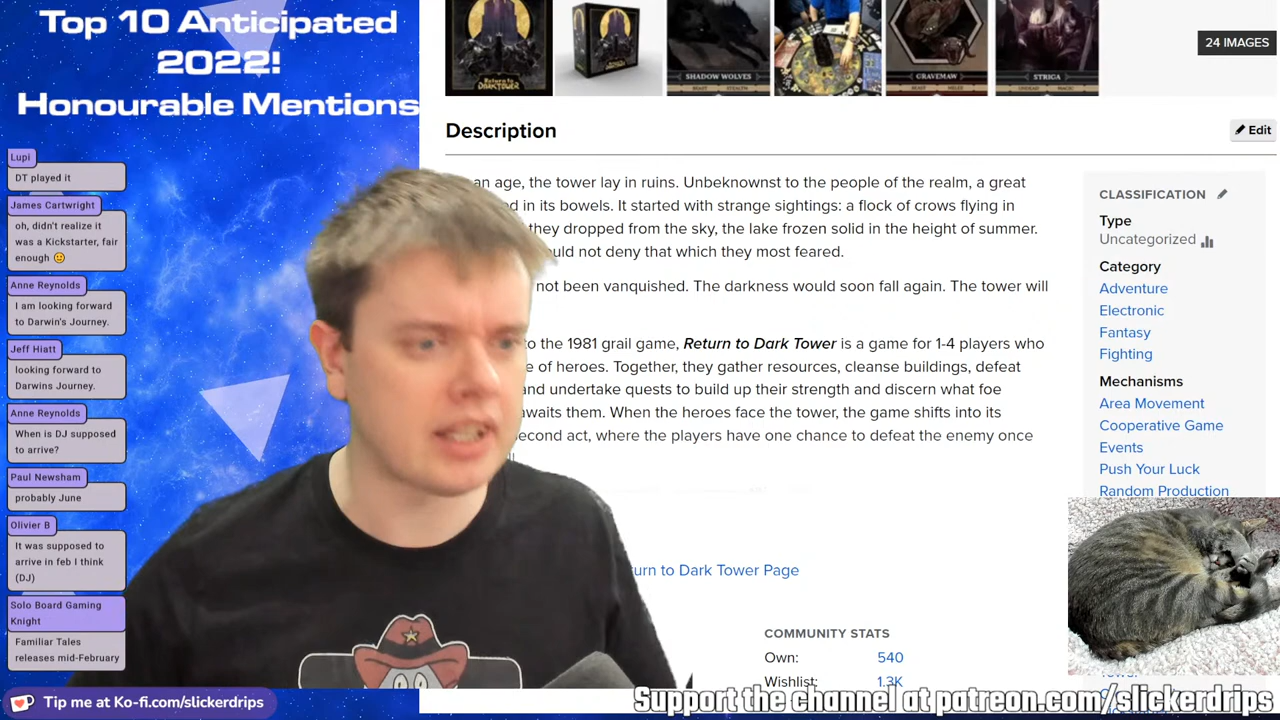 Top 10 Anticipated
2022!
Honourable Mentions
Lupi
DT played it
James Cartwright
oh, didn't realize it
was a Kickstarter, fair
enough 🙂
Anne Reynolds
I am looking forward
to Darwin's Journey.
Jeff Hiatt
looking forward to
Darwins Journey.
Anne Reynolds
When is DJ supposed
to arrive?
Paul Newsham
probably June
Olivier B
It was supposed to
arrive in feb I think
(DJ)
Solo Board Gaming
Knight
Familiar Tales
releases mid-February
Tip me at Ko-fi.com/slickerdrips
SHADOW WOLVES
GRAVEMAW
STRIGA
24 IMAGES
Description
Edit
an age, the tower lay in ruins. Unbeknownst to the people of the realm, a great
in its bowels. It started with strange sightings: a flock of crows flying in
they dropped from the sky, the lake frozen solid in the height of summer.
not deny that which they most feared.
not been vanquished. The darkness would soon fall again. The tower will
the 1981 grail game, Return to Dark Tower is a game for 1-4 players who
of heroes. Together, they gather resources, cleanse buildings, defeat
and undertake quests to build up their strength and discern what foe
awaits them. When the heroes face the tower, the game shifts into its
second act, where the players have one chance to defeat the enemy once
to Dark Tower Page
COMMUNITY STATS
Own: 540
Wishlist: 1.3K
CLASSIFICATION
Type
Uncategorized
Category
Adventure
Electronic
Fantasy
Fighting
Mechanisms
Area Movement
Cooperative Game
Events
Push Your Luck
Random Production
Support the channel at patreon.com/slickerdrips